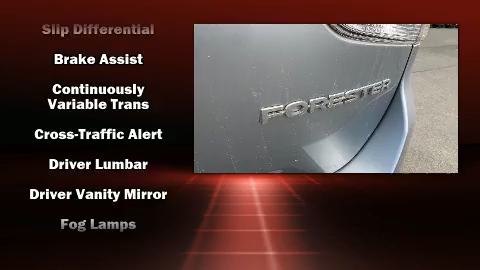 Slip Differential
Brake Assist
Continuously
Variable Trans
Cross-Traffic Alert
Driver Lumbar
Driver Vanity Mirror
Fog Lamps
FORESTER